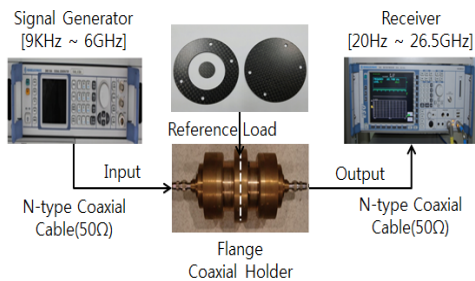 Signal Generator
[9KHz ~ 6GHz]
Receiver
[20Hz ~ 26.5GHz]
Reference Load
Input
Output
N-type Coaxial
Cable(50Ω)
N-type Coaxial
Cable(50Ω)
Flange
Coaxial Holder